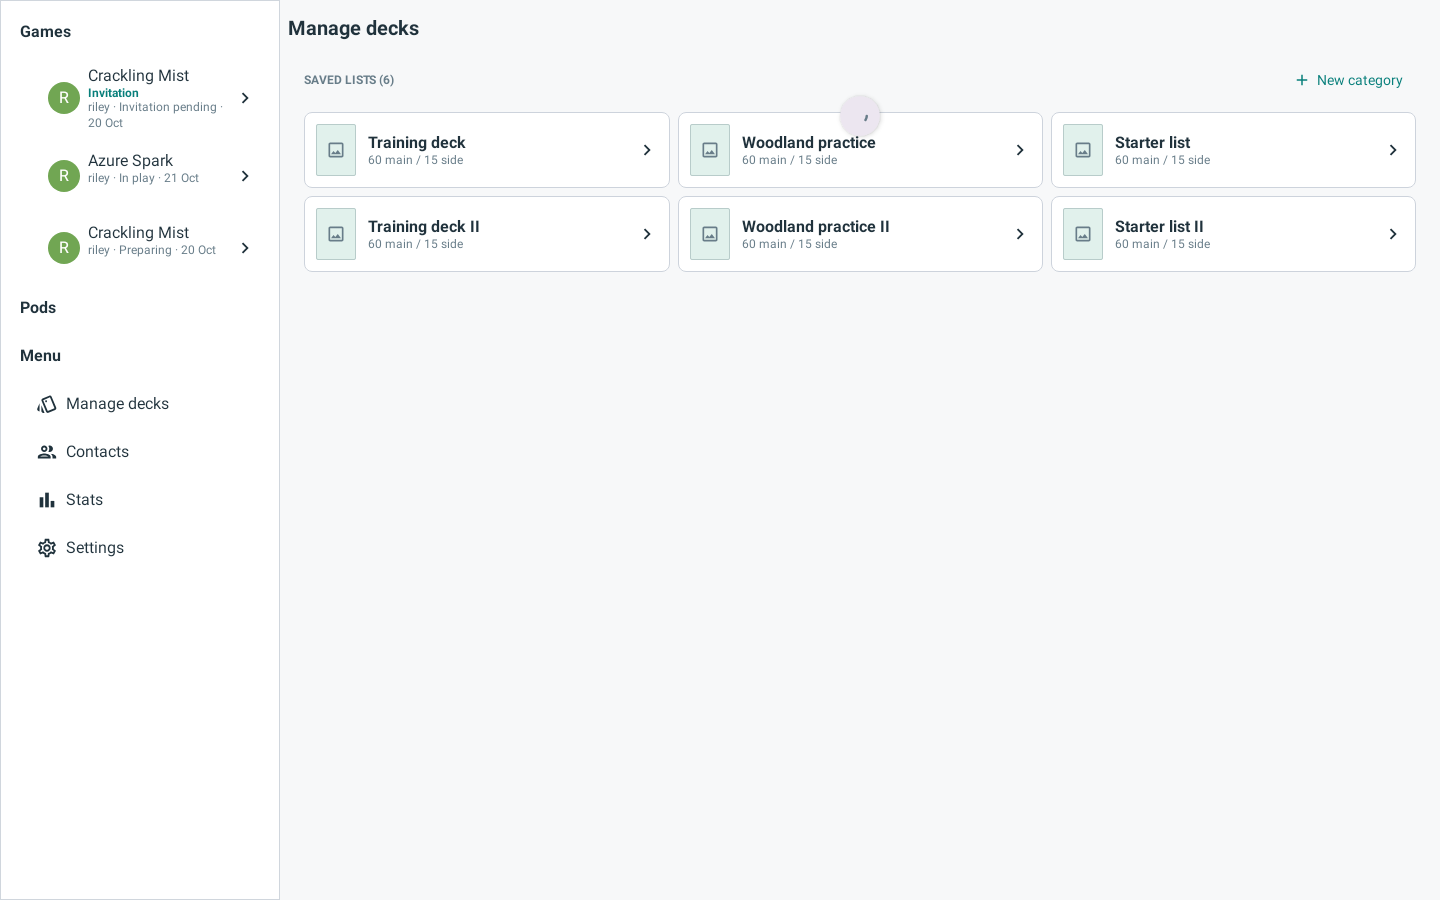 Games
R
Crackling Mist
Invitation
riley · Invitation pending ·
20 Oct
R
Azure Spark
riley · In play · 21 Oct
R
Crackling Mist
riley · Preparing · 20 Oct
Pods
Menu
Manage decks
Contacts
Stats
Settings
Manage decks
SAVED LISTS (6)
New category
Training deck
60 main / 15 side
Woodland practice
60 main / 15 side
Starter list
60 main / 15 side
Training deck II
60 main / 15 side
Woodland practice II
60 main / 15 side
Starter list II
60 main / 15 side